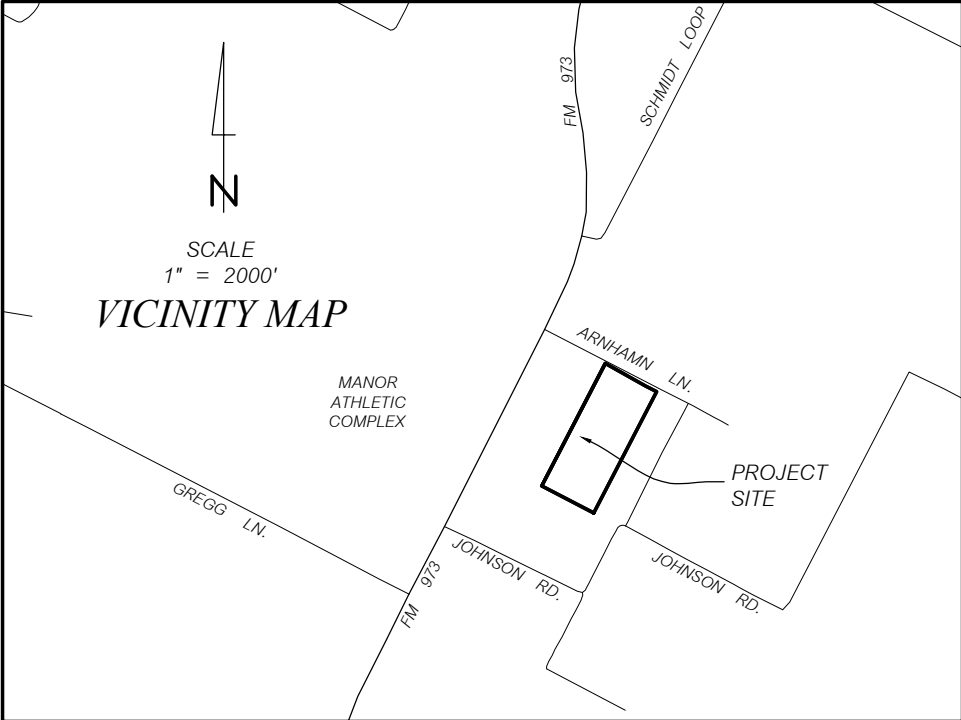 FM 973
SCHMIDT LOOP
N
SCALE
1" = 2000'
VICINITY MAP
ARNHAMN LN.
MANOR
ATHLETIC
COMPLEX
PROJECT
SITE
GREGG LN.
JOHNSON RD.
JOHNSON RD.
FM 973